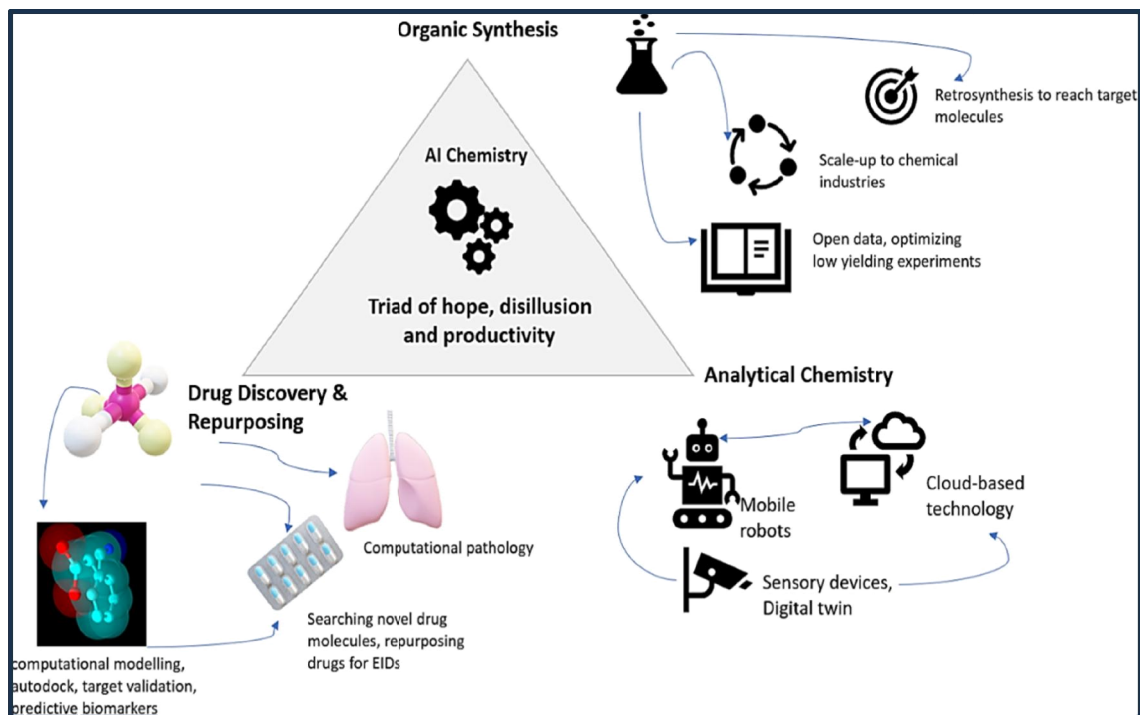 Organic Synthesis
Retrosynthesis to reach target
molecules
AI Chemistry
Scale-up to chemical
industries
Open data, optimizing
low yielding experiments
Triad of hope, disillusion
and productivity
Analytical Chemistry
Drug Discovery &
Repurposing
Cloud-based
technology
Mobile
robots
Computational pathology
Sensory devices,
Digital twin
Searching novel drug
molecules, repurposing
drugs for EIDs
computational modelling,
autodock, target validation,
predictive biomarkers